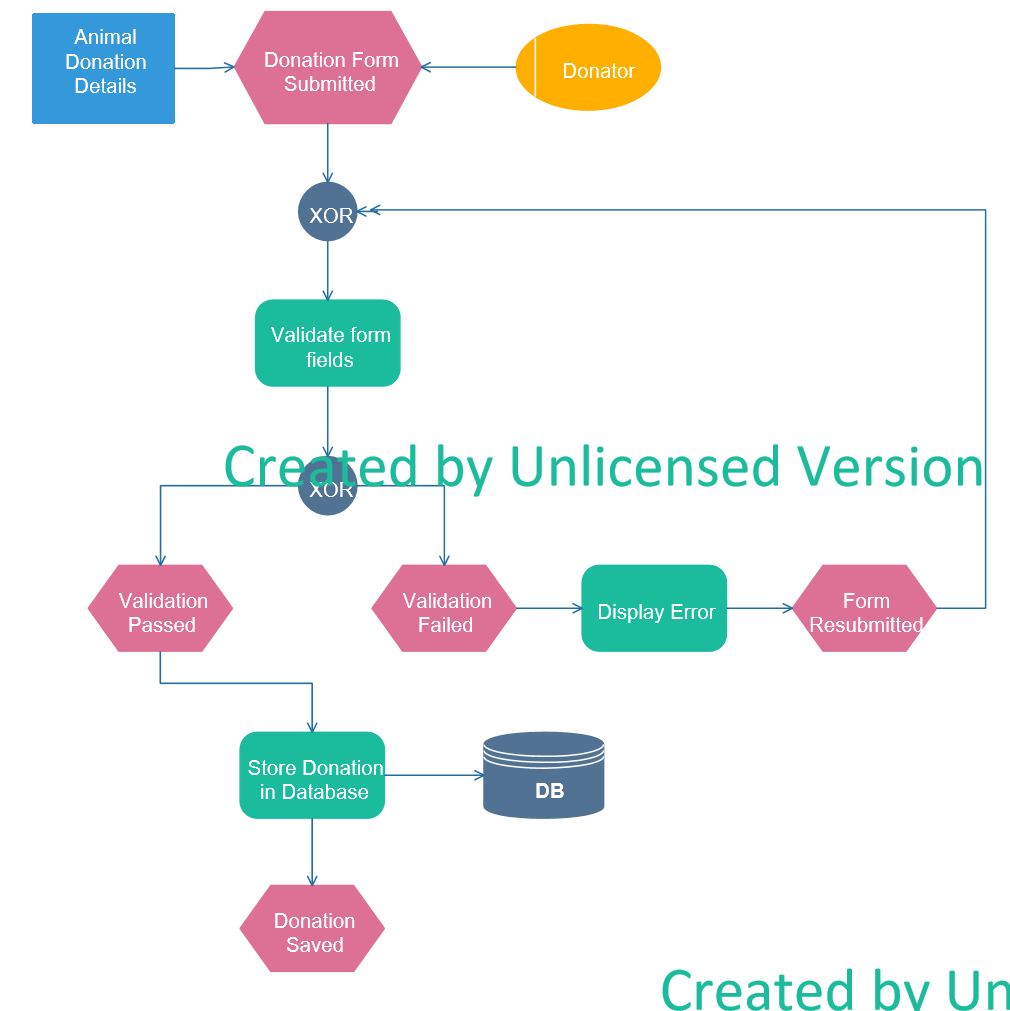 Animal
Donation
Details
Donation Form
Submitted
Donator
XOR
Validate form
fields
Created by Unlicensed Version
XOR
Validation
Passed
Validation
Failed
Display Error
Form
Resubmitted
Store Donation
in Database
DB
Donation
Saved
Created by Un